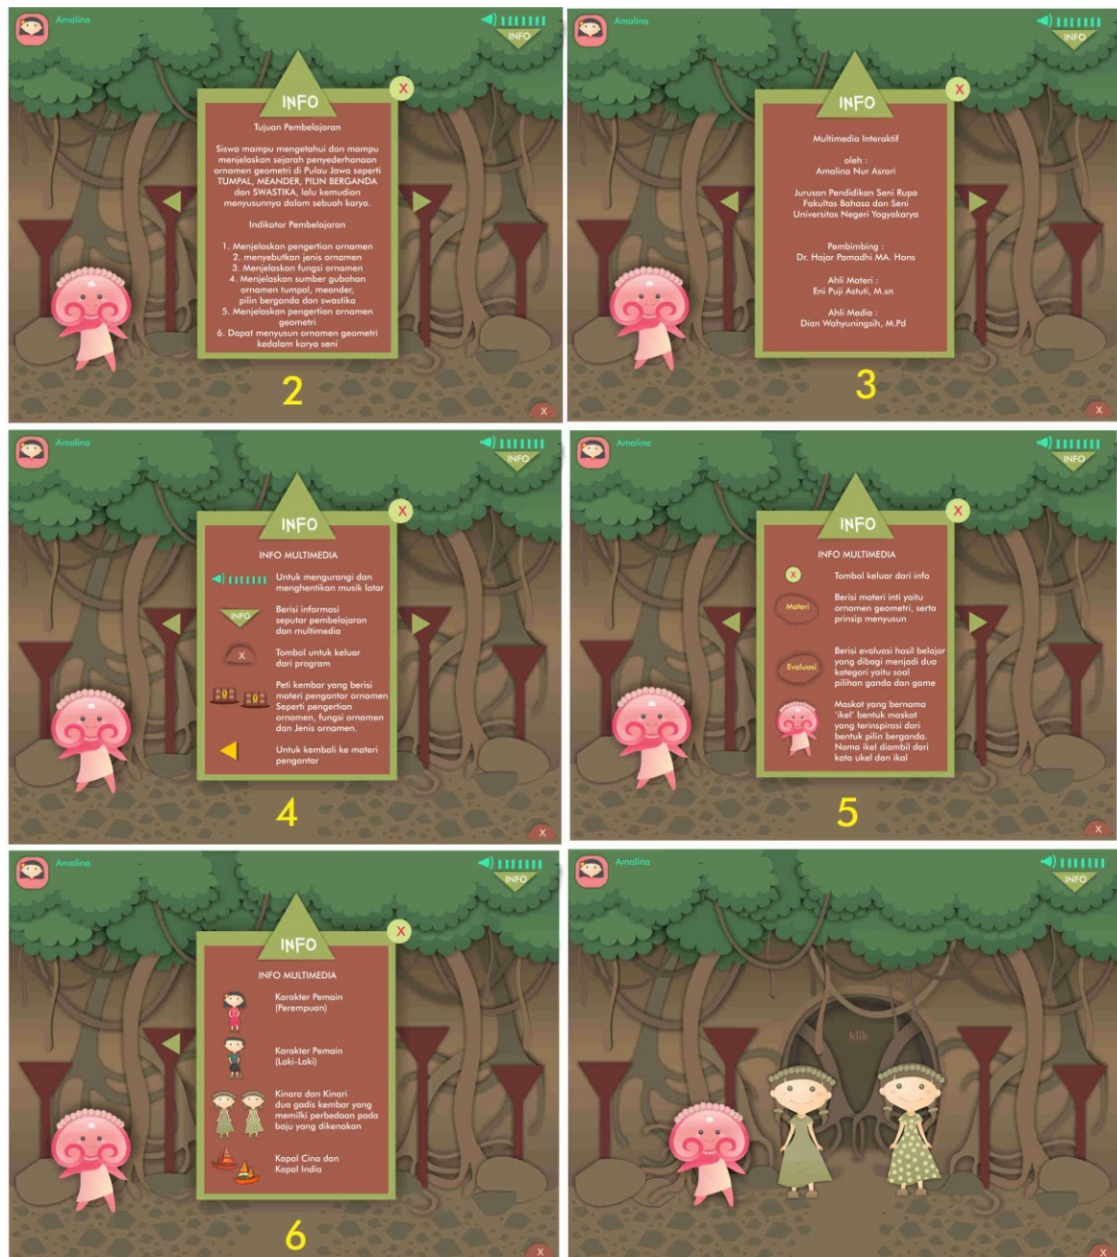 Amalina
INFO
INFO
X
Tujuan Pembelajaran
Siswa mampu mengetahui dan mampu
menjelaskan sejarah penyederhanaan
ornamen geometri di Pulau Jawa seperti
TUMPAL, MEANDER, PILIN BERGANDA
dan SWASTIKA, lalu kemudian
menyusunnya dalam sebuah karya.
Indikator Pembelajaran
1. Menjelaskan pengertian ornamen
2. menyebutkan jenis ornamen
3. Menjelaskan fungsi ornamen
4. Menjelaskan sumber gubahan
ornamen tumpal, meander,
pilin berganda dan swastika
5. Menjelaskan pengertian ornamen
geometri
6. Dapat menyusun ornamen geometri
kedalam karya seni
2
X
Amalina
INFO
INFO
X
Multimedia Interaktif
oleh :
Amalina Nur Asrari
Jurusan Pendidikan Seni Rupa
Fakultas Bahasa dan Seni
Universitas Negeri Yogyakarya
Pembimbing :
Dr. Hajar Pamadhi MA. Hons
Ahli Materi :
Eni Puji Astuti, M.sn
Ahli Media :
Dian Wahyuningsih, M.Pd
3
X
Amalina
INFO
INFO
X
INFO MULTIMEDIA
Untuk mengurangi dan
menghentikan musik latar
INFO
Berisi informasi
seputar pembelajaran
dan multimedia
X
Tombol untuk keluar
dari program
Peti kembar yang berisi
materi pengantar ornamen
Seperti pengertian
ornamen, fungsi ornamen
dan Jenis ornamen.
Untuk kembali ke materi
pengantar
4
X
Amalina
INFO
INFO
X
INFO MULTIMEDIA
X
Tombol keluar dari info
Materi
Berisi materi inti yaitu
ornamen geometri, serta
prinsip menyusun
Evaluasi
Berisi evaluasi hasil belajar
yang dibagi menjadi dua
kategori yaitu soal
pilihan ganda dan game
Maskot yang bernama
'ikel' bentuk maskot
yang terinspirasi dari
bentuk pilin berganda.
Nama ikel diambil dari
kata ukel dan ikal
5
X
Amalina
INFO
INFO
X
INFO MULTIMEDIA
Karakter Pemain
(Perempuan)
Karakter Pemain
(Laki-Laki)
Kinara dan Kinari
dua gadis kembar yang
memilki perbedaan pada
baju yang dikenakan
Kapal Cina dan
Kapal India
6
X
Amalina
INFO
klik
X